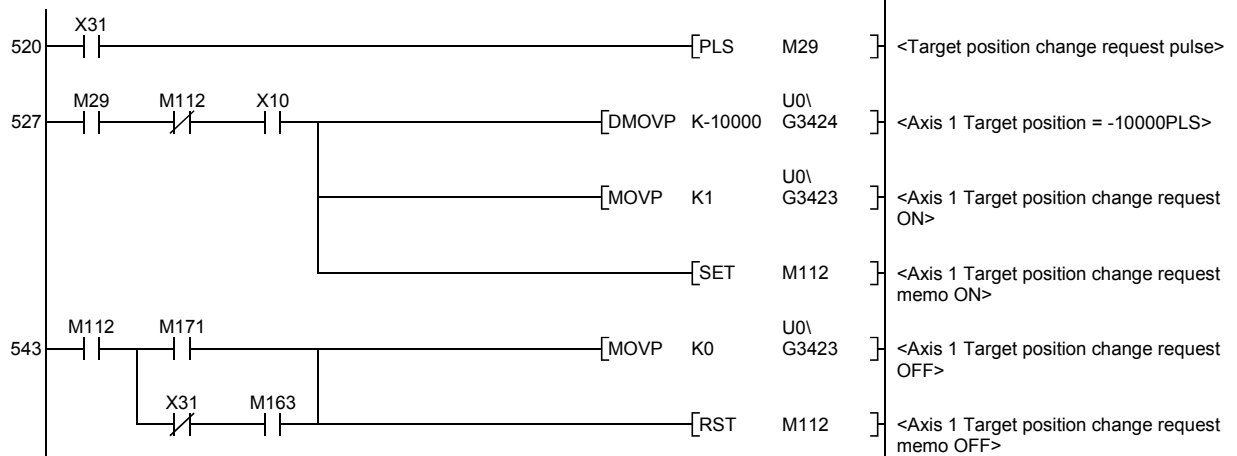 X31
520 [PLS M29 ] <Target position change request pulse>
M29 M112 X10 U0\
527 [DMOVP K-10000 G3424 ] <Axis 1 Target position = -10000PLS>
U0\
[MOVP K1 G3423 ] <Axis 1 Target position change request
ON>
[SET M112 ] <Axis 1 Target position change request
memo ON>
M112 M171 U0\
543 [MOVP K0 G3423 ] <Axis 1 Target position change request
OFF>
X31 M163
[RST M112 ] <Axis 1 Target position change request
memo OFF>